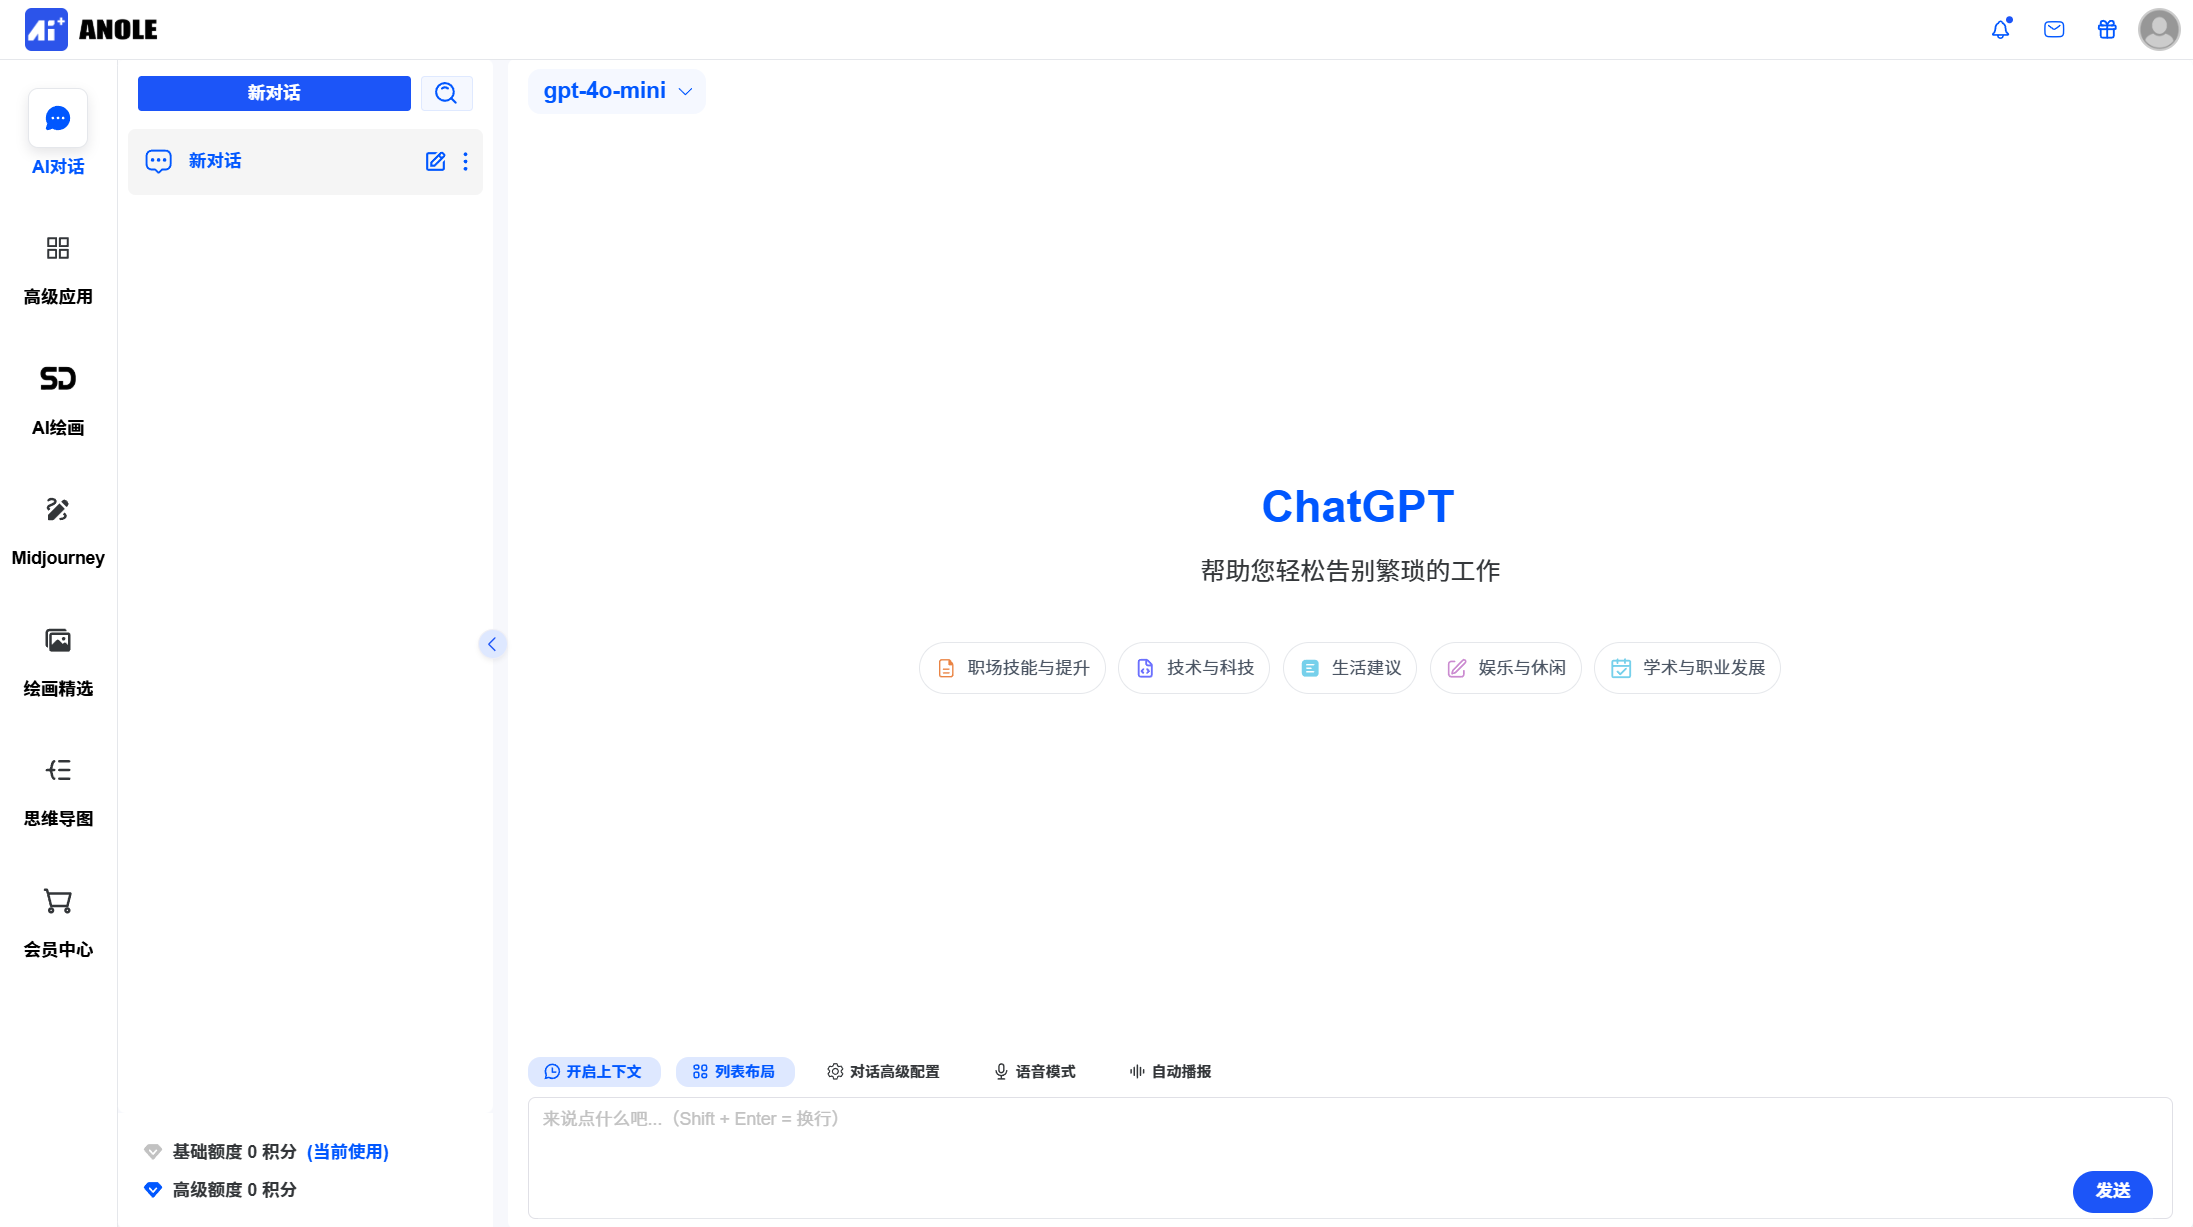 Ai+ ANOLE
新对话
gpt-4o-mini
AI对话
新对话
高级应用
SD
AI绘画
Midjourney
绘画精选
思维导图
会员中心
ChatGPT
帮助您轻松告别繁琐的工作
职场技能与提升
技术与科技
生活建议
娱乐与休闲
学术与职业发展
开启上下文
列表布局
对话高级配置
语音模式
自动播报
来说点什么吧...（Shift + Enter = 换行）
基础额度 0 积分 (当前使用)
高级额度 0 积分
发送